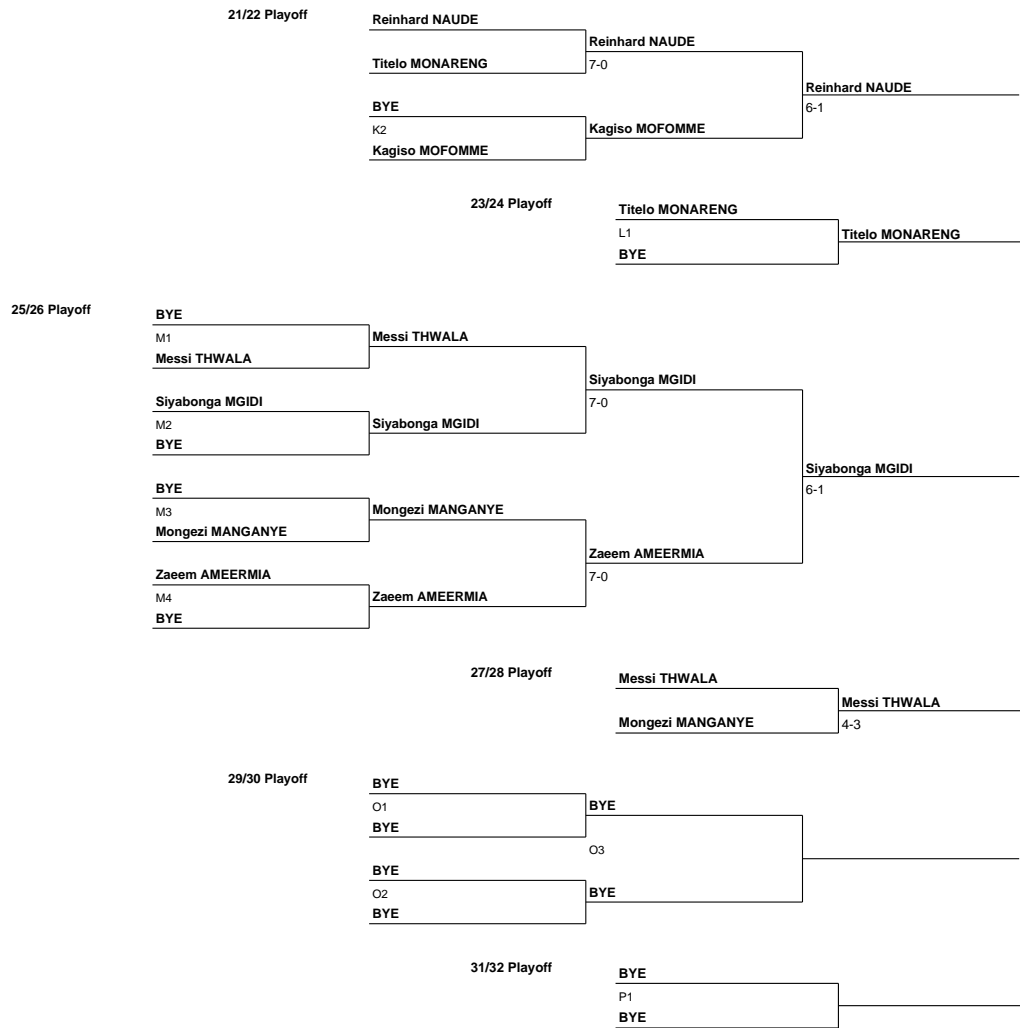 21/22 Playoff
Reinhard NAUDE
Reinhard NAUDE
Titelo MONARENG
7-0
Reinhard NAUDE
BYE
6-1
K2
Kagiso MOFOMME
Kagiso MOFOMME
23/24 Playoff
Titelo MONARENG
L1
Titelo MONARENG
BYE
25/26 Playoff
BYE
M1
Messi THWALA
Messi THWALA
Siyabonga MGIDI
Siyabonga MGIDI
7-0
M2
Siyabonga MGIDI
BYE
Siyabonga MGIDI
6-1
BYE
M3
Mongezi MANGANYE
Mongezi MANGANYE
Zaeem AMEERMIA
Zaeem AMEERMIA
7-0
M4
Zaeem AMEERMIA
BYE
27/28 Playoff
Messi THWALA
Messi THWALA
Mongezi MANGANYE
4-3
29/30 Playoff
BYE
O1
BYE
BYE
O3
BYE
O2
BYE
BYE
31/32 Playoff
BYE
P1
BYE